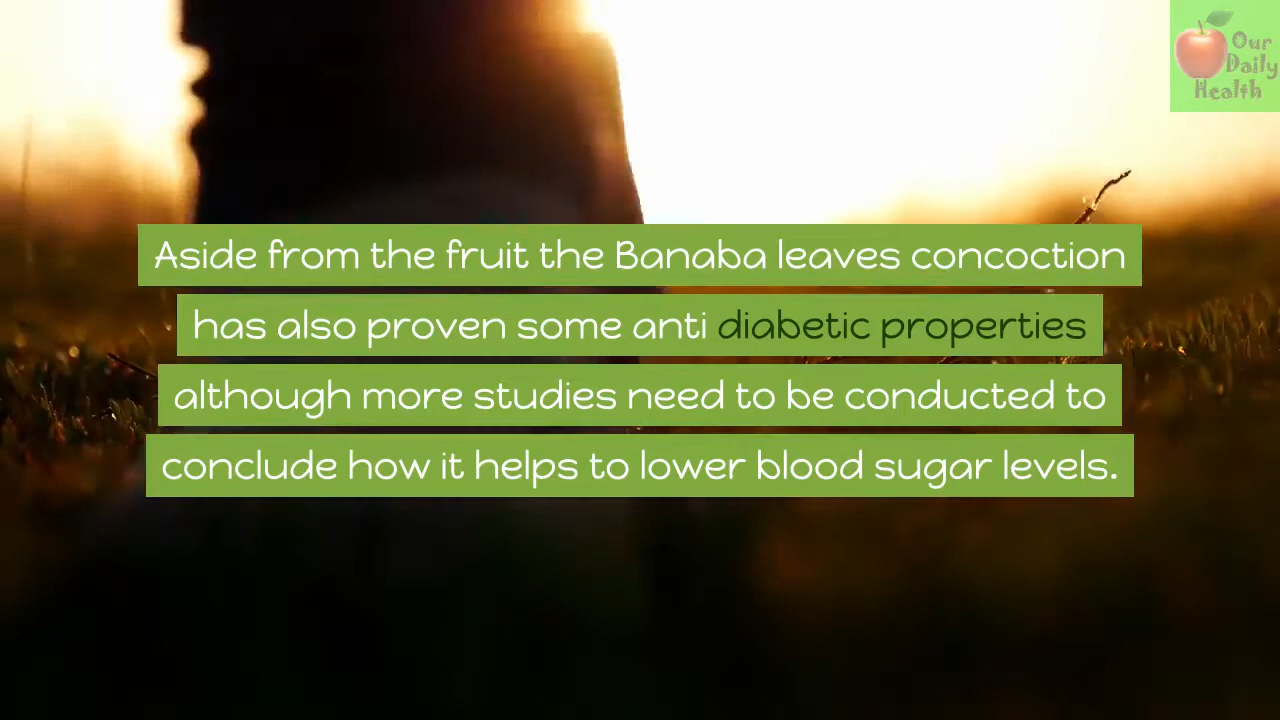 Our
Daily
Health
Aside from the fruit the Banaba leaves concoction
has also proven some anti diabetic properties
although more studies need to be conducted to
conclude how it helps to lower blood sugar levels.